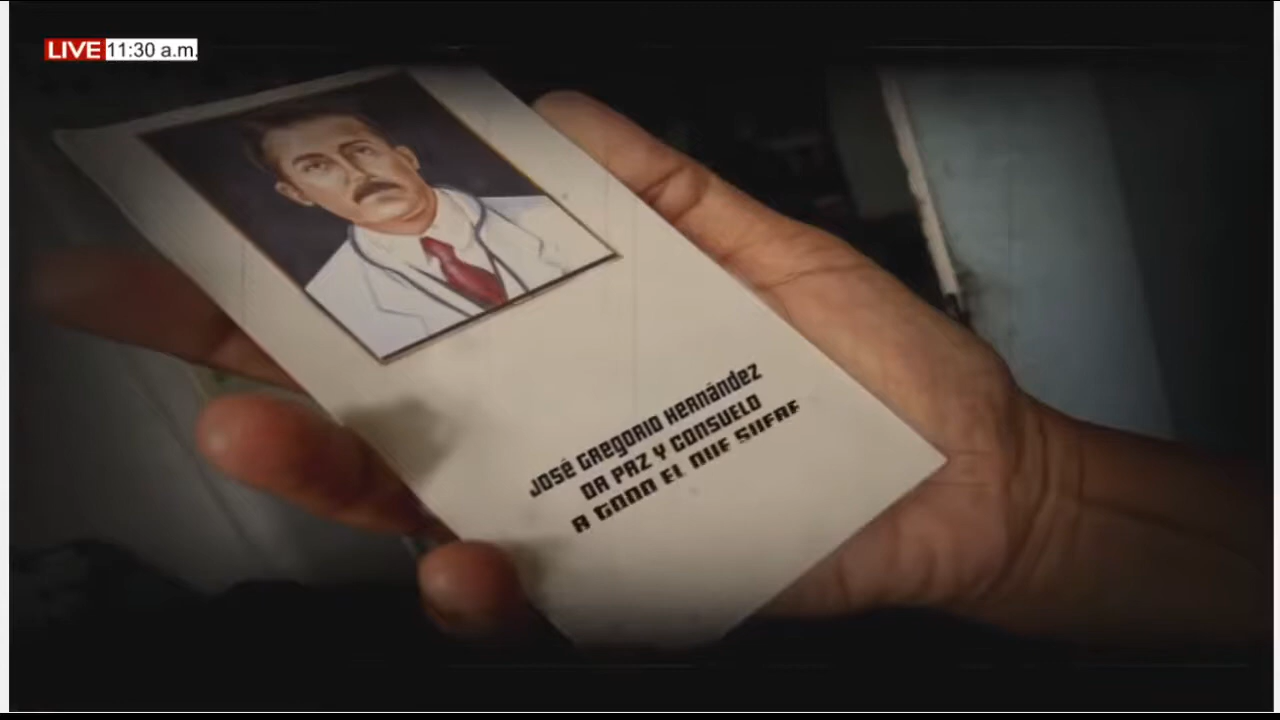 LIVE 11:30 a.m.
JOSÉ GREGORIO HERNÁNDEZ
DA PAZ Y CONSUELO
A TODO EL QUE SUFRE